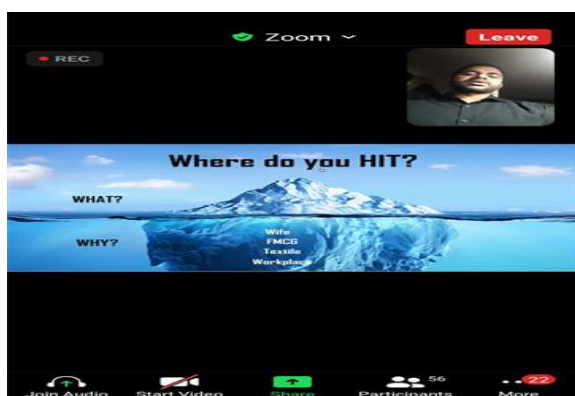 Zoom
Leave
REC
Where do you HIT?
WHAT?
WHY?
Wife
FMCG
Textile
Workplace
56
22
Join Audio
Start Video
Share
Participants
More